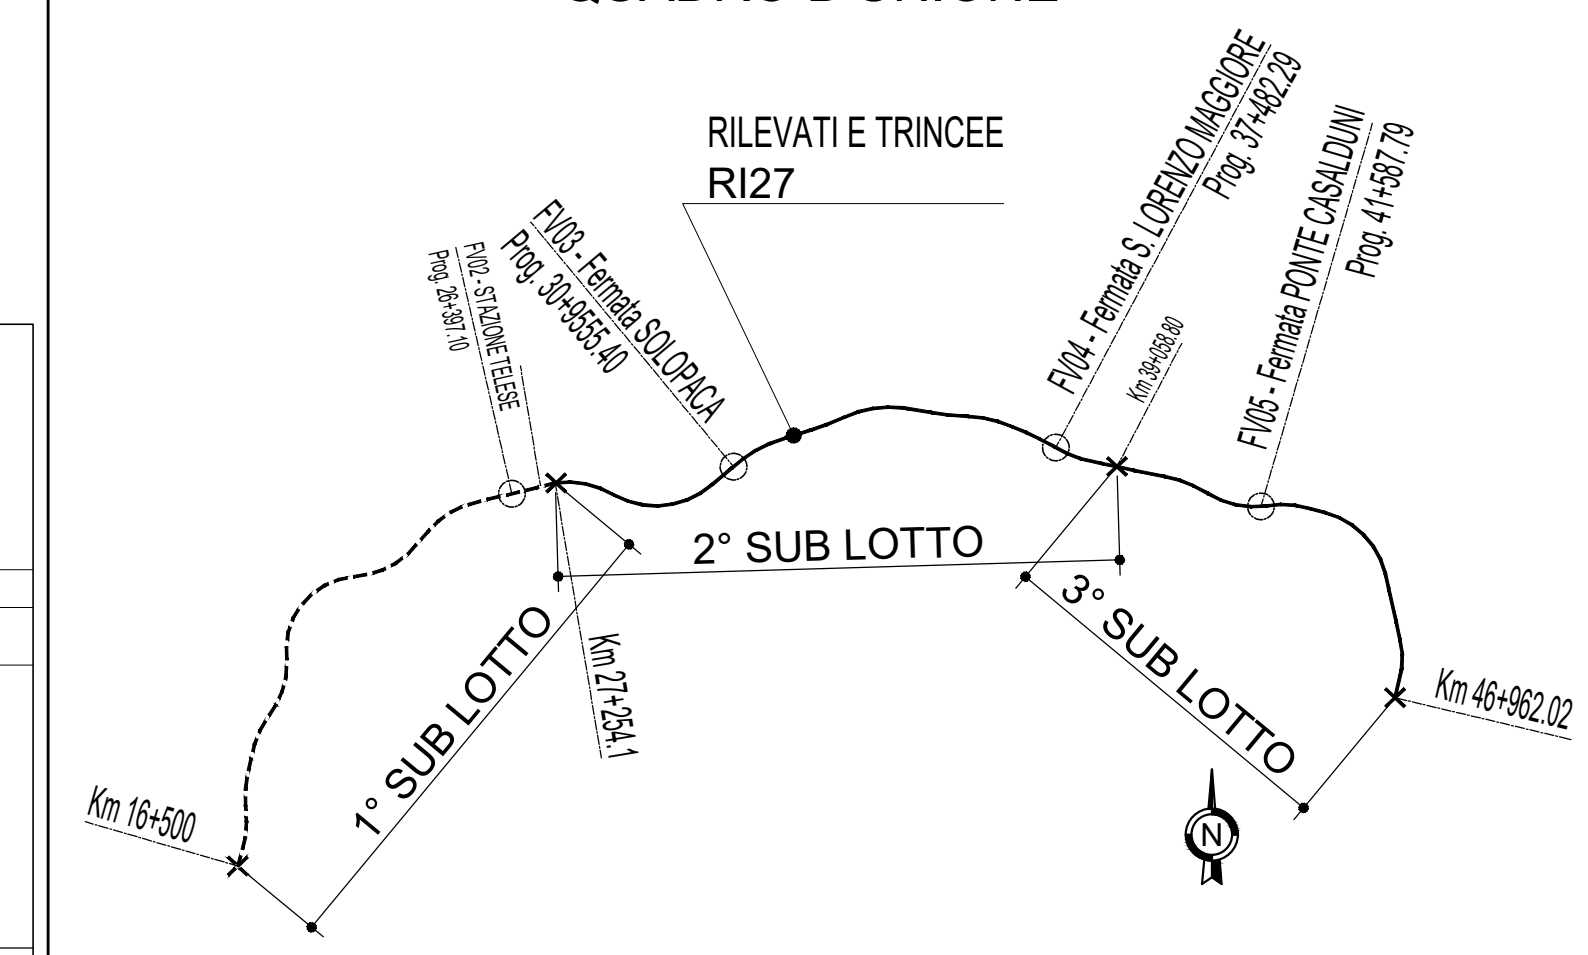 RILEVATI E TRINCEE
RI27
FV02 - STAZIONE TELESE
Prog. 26+397.10
FV03 - Fermata SOLOPACA
Prog. 30+9555.40
FV04 - Fermata S. LORENZO MAGGIORE
Prog. 37+482.29
Km 39+058.80
FV05 - Fermata PONTE CASALDUNI
Prog. 41+587.79
2° SUB LOTTO
1° SUB LOTTO
3° SUB LOTTO
Km 27+254.1
Km 46+962.02
Km 16+500
N